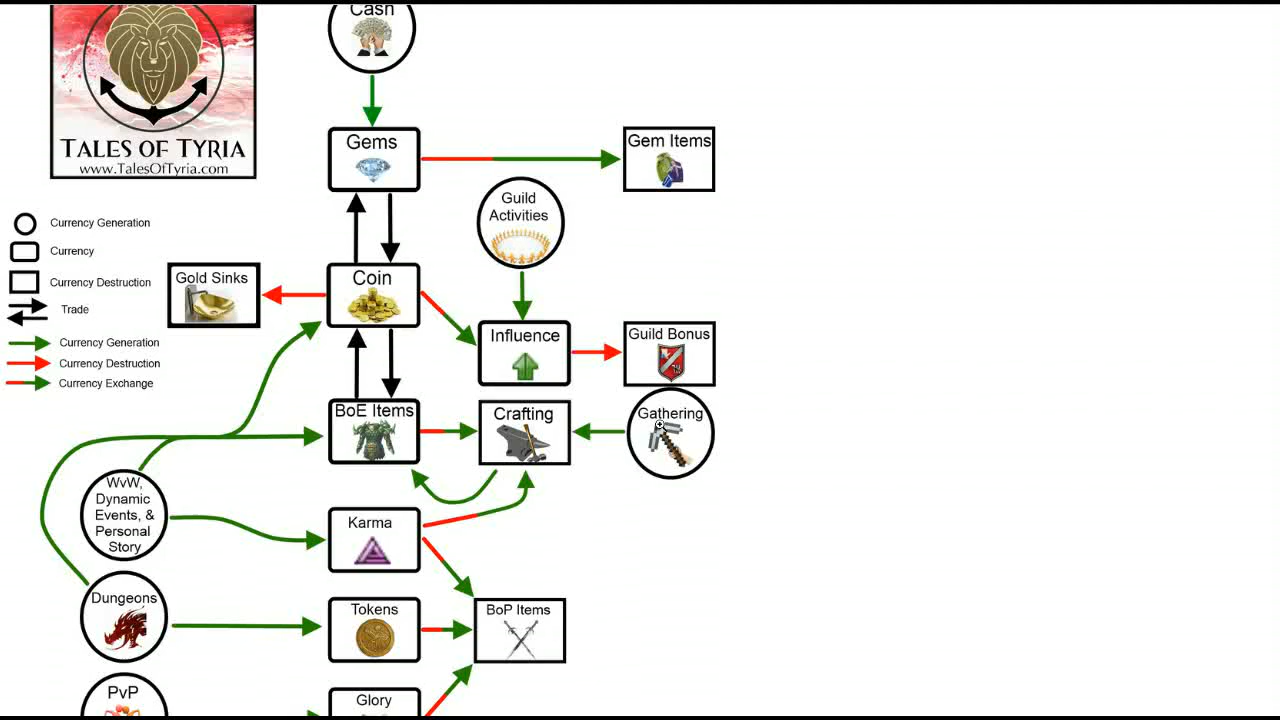 Cash
TALES OF TYRIA
www.TalesOfTyria.com
Gems
Gem Items
Guild
Activities
Currency Generation
Currency
Currency Destruction
Trade
Currency Generation
Currency Destruction
Currency Exchange
Gold Sinks
Coin
Influence
Guild Bonus
BoE Items
Crafting
Gathering
WvW,
Dynamic
Events, &
Personal
Story
Karma
Dungeons
Tokens
BoP Items
PvP
Glory